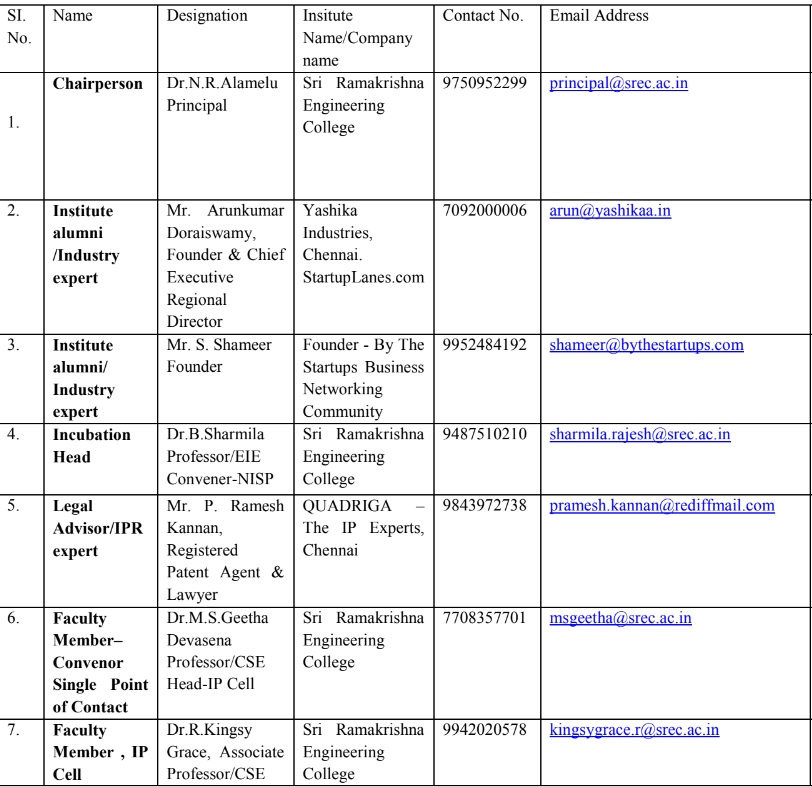 SI. No. Name Designation Insitute Name/Company name Contact No. Email Address
1. Chairperson Dr.N.R.Alamelu Principal Sri Ramakrishna Engineering College 9750952299 principal@srec.ac.in
2. Institute alumni /Industry expert Mr. Arunkumar Doraiswamy, Founder & Chief Executive Regional Director Yashika Industries, Chennai. StartupLanes.com 7092000006 arun@yashikaa.in
3. Institute alumni/ Industry expert Mr. S. Shameer Founder Founder - By The Startups Business Networking Community 9952484192 shameer@bythestartups.com
4. Incubation Head Dr.B.Sharmila Professor/EIE Convener-NISP Sri Ramakrishna Engineering College 9487510210 sharmila.rajesh@srec.ac.in
5. Legal Advisor/IPR expert Mr. P. Ramesh Kannan, Registered Patent Agent & Lawyer QUADRIGA – The IP Experts, Chennai 9843972738 pramesh.kannan@rediffmail.com
6. Faculty Member– Convenor Single Point of Contact Dr.M.S.Geetha Devasena Professor/CSE Head-IP Cell Sri Ramakrishna Engineering College 7708357701 msgeetha@srec.ac.in
7. Faculty Member , IP Cell Dr.R.Kingsy Grace, Associate Professor/CSE Sri Ramakrishna Engineering College 9942020578 kingsygrace.r@srec.ac.in